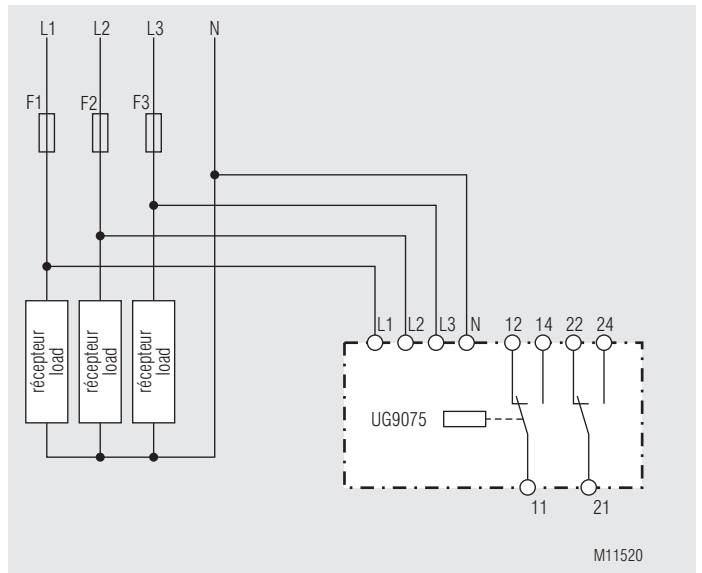 L1 L2 L3 N
F1 F2 F3
L1 L2 L3 N 12 14 22 24
récepteur
load
récepteur
load
récepteur
load
UG9075
11 21
M11520